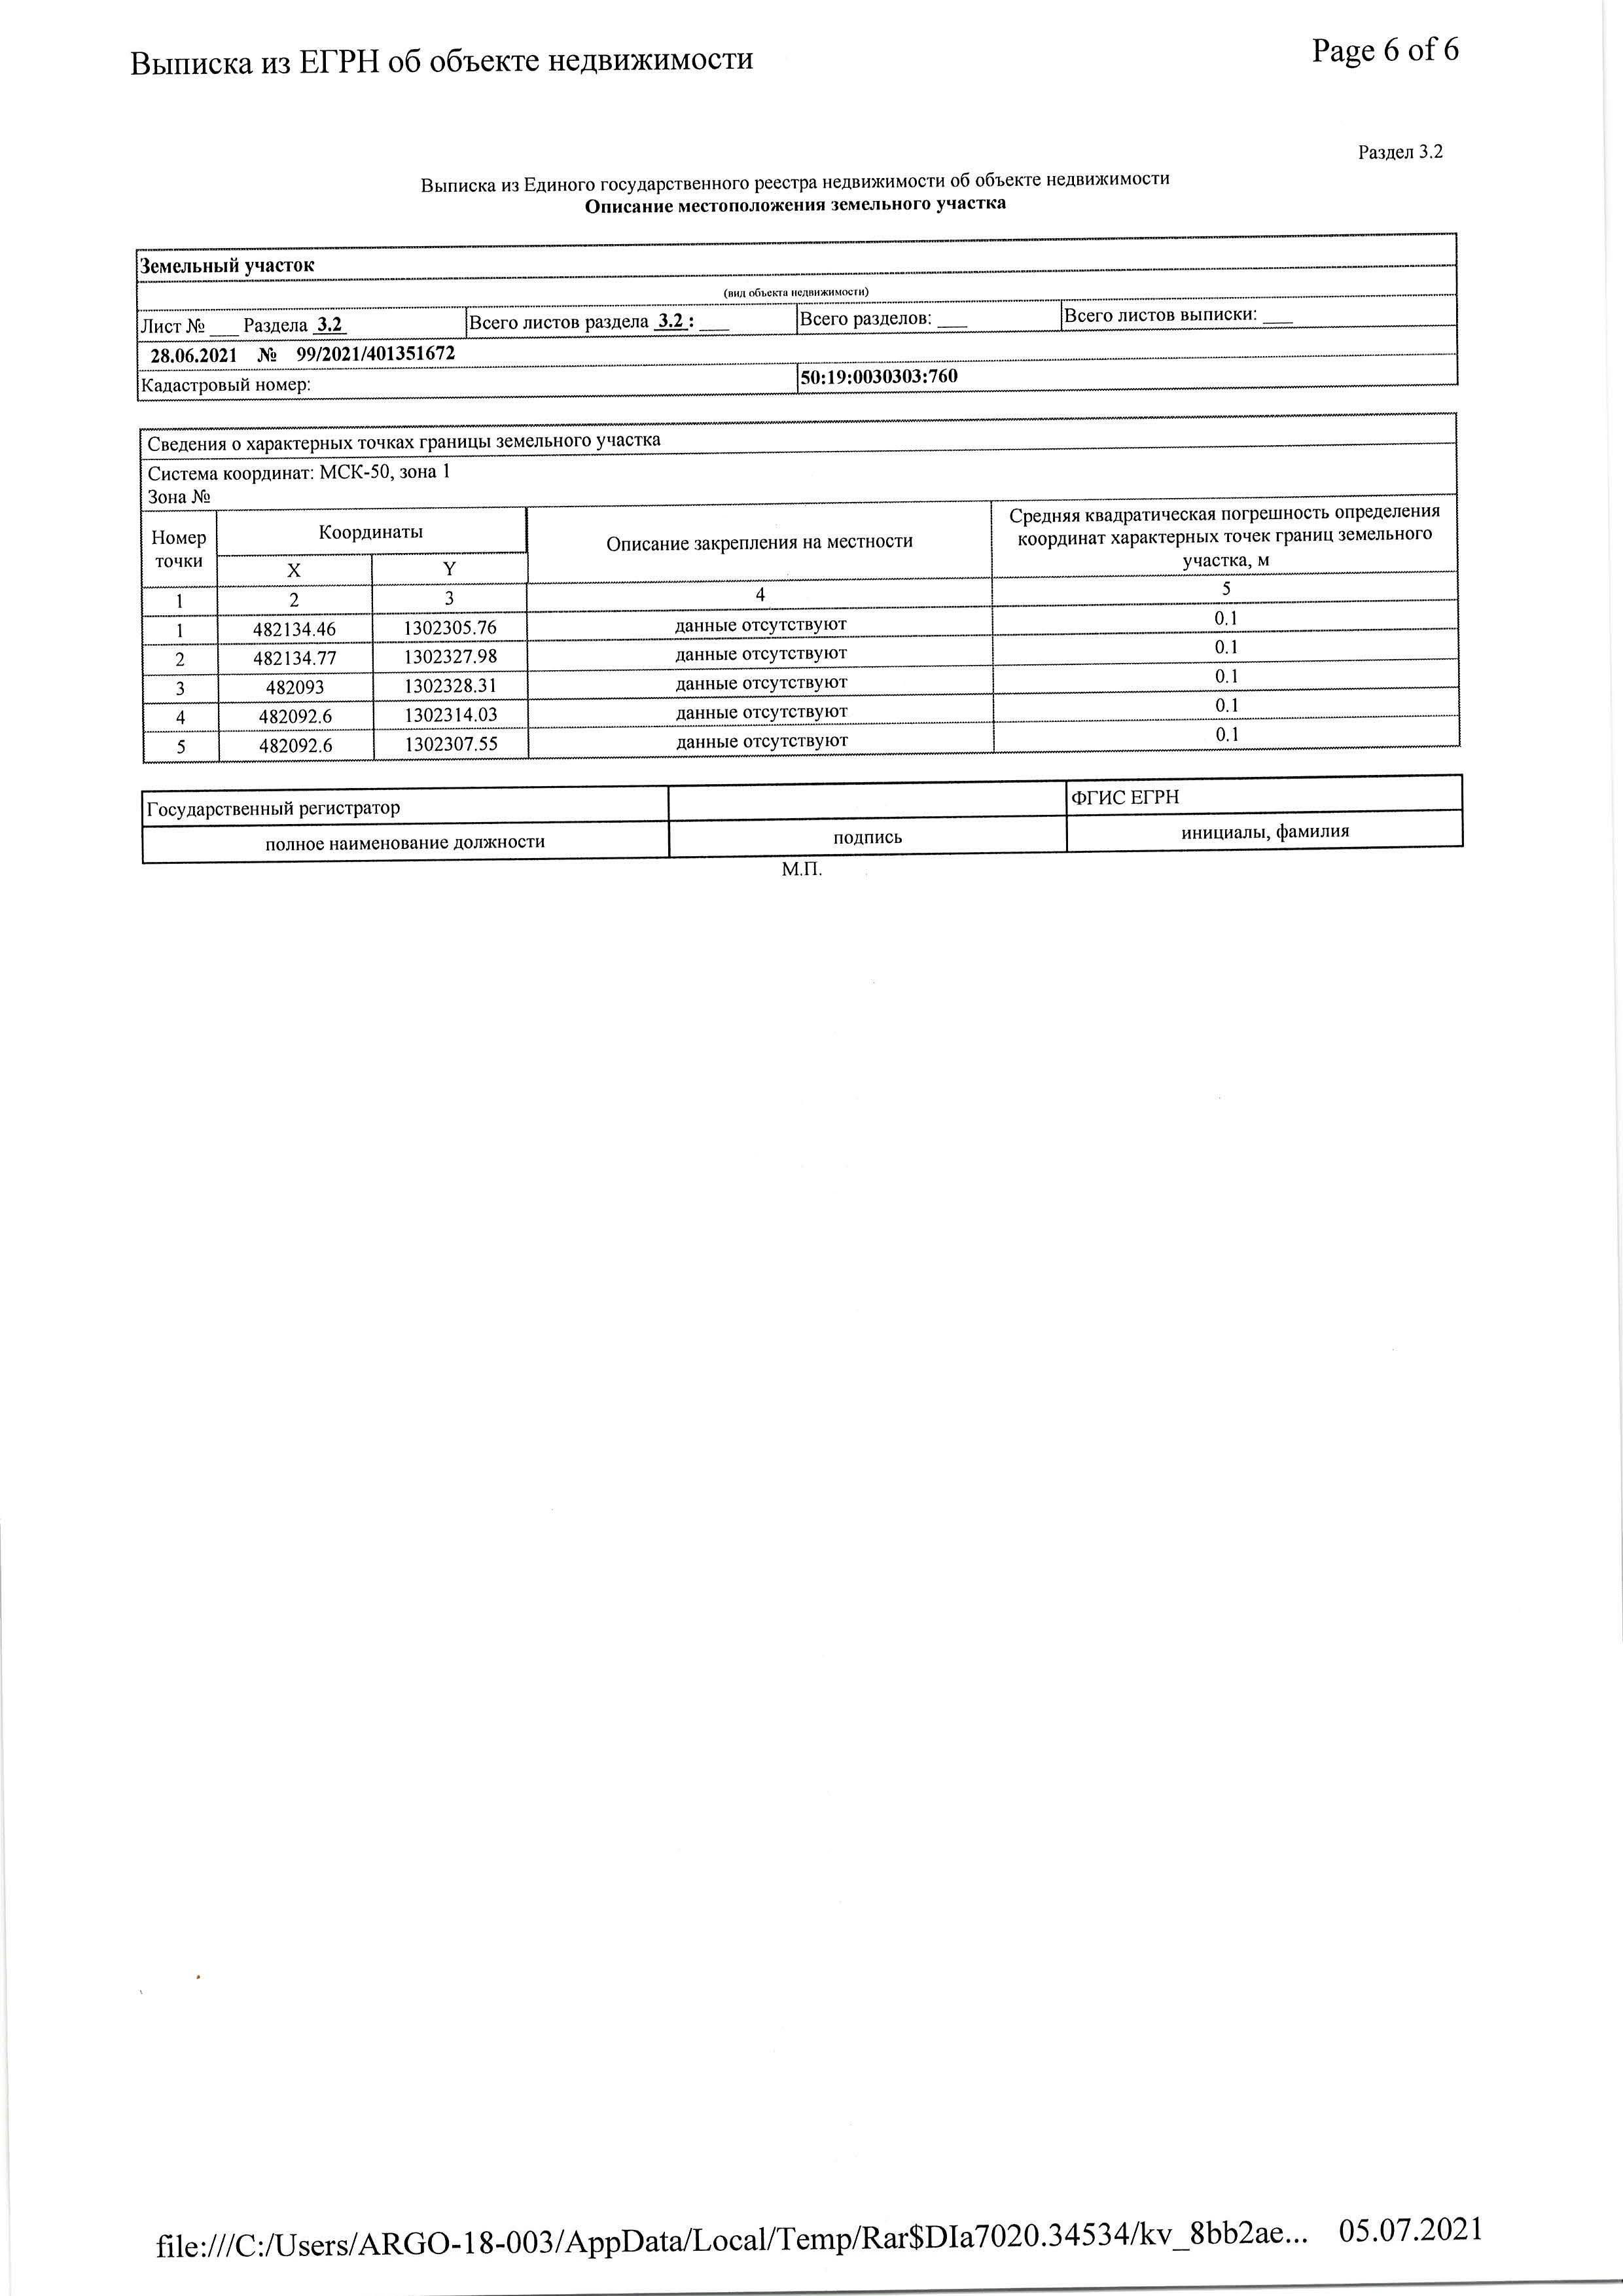 Выписка из ЕГРН об объекте недвижимости Page 6 of 6
Раздел 3.2
Выписка из Единого государственного реестра недвижимости об объекте недвижимости
Описание местоположения земельного участка
Земельный участок
(вид объекта недвижимости)
Лист № ___ Раздела 3.2 Всего листов раздела 3.2 : ___ Всего разделов: ___ Всего листов выписки: ___
28.06.2021 № 99/2021/401351672
Кадастровый номер: 50:19:0030303:760
Сведения о характерных точках границы земельного участка
Система координат: МСК-50, зона 1
Зона №
Номер точки Координаты Описание закрепления на местности Средняя квадратическая погрешность определения координат характерных точек границ земельного участка, м
X Y
1 2 3 4 5
1 482134.46 1302305.76 данные отсутствуют 0.1
2 482134.77 1302327.98 данные отсутствуют 0.1
3 482093 1302328.31 данные отсутствуют 0.1
4 482092.6 1302314.03 данные отсутствуют 0.1
5 482092.6 1302307.55 данные отсутствуют 0.1
Государственный регистратор ФГИС ЕГРН
полное наименование должности подпись инициалы, фамилия
М.П.
file:///C:/Users/ARGO-18-003/AppData/Local/Temp/Rar$DIa7020.34534/kv_8bb2ae... 05.07.2021